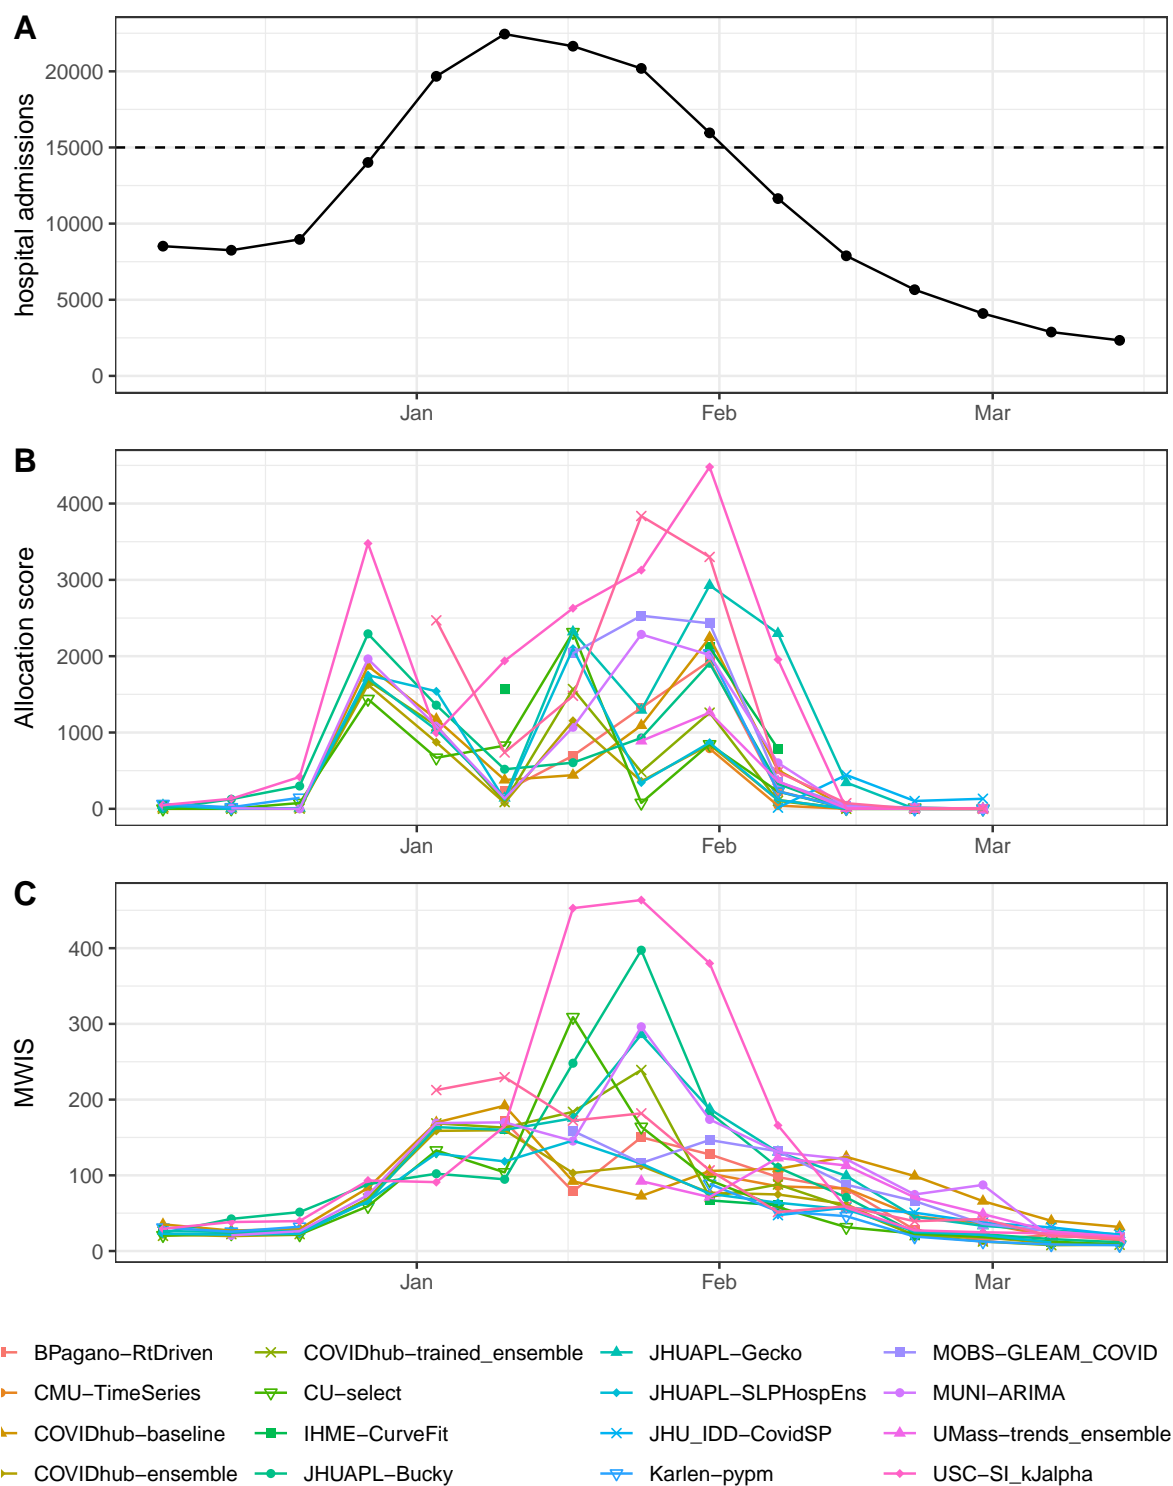 A
hospital admissions
20000
15000
10000
5000
0
Jan
Feb
Mar
B
Allocation score
4000
3000
2000
1000
0
Jan
Feb
Mar
C
MWIS
400
300
200
100
0
Jan
Feb
Mar
BPagano−RtDriven
COVIDhub−trained_ensemble
JHUAPL−Gecko
MOBS−GLEAM_COVID
CMU−TimeSeries
CU−select
JHUAPL−SLPHospEns
MUNI−ARIMA
COVIDhub−baseline
IHME−CurveFit
JHU_IDD−CovidSP
UMass−trends_ensemble
COVIDhub−ensemble
JHUAPL−Bucky
Karlen−pypm
USC−SI_kJalpha